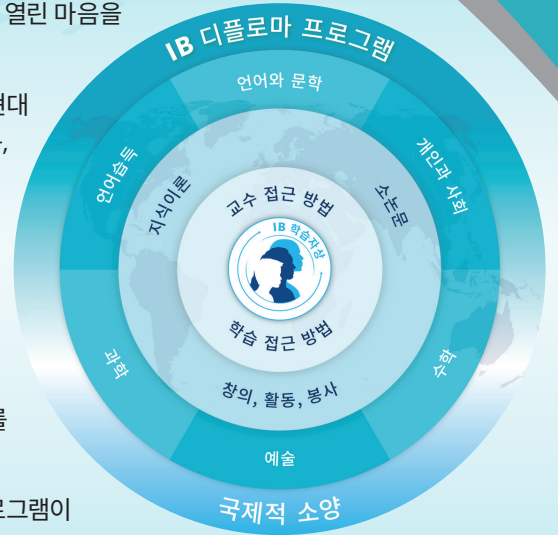 열린 마음을
IB 디플로마 프로그램
언어와 문학
언어습득
개인과 사회
지식이론
소논문
교수 접근 방법
IB 학습자상
학습 접근 방법
과학
수학
창의, 활동, 봉사
예술
국제적 소양